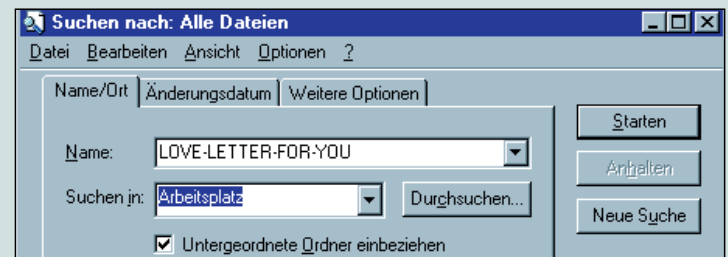 Suchen nach: Alle Dateien
Datei Bearbeiten Ansicht Optionen ?
Name/Ort Änderungsdatum Weitere Optionen
Starten
Name: LOVE-LETTER-FOR-YOU
Anhalten
Suchen in: Arbeitsplatz Durchsuchen...
Neue Suche
Untergeordnete Ordner einbeziehen